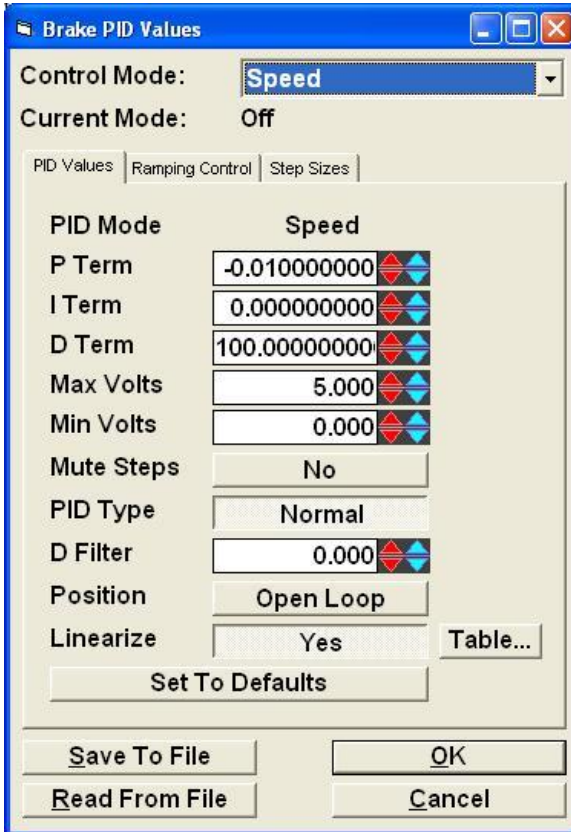 Brake PID Values
Control Mode: Speed
Current Mode: Off
PID Values Ramping Control Step Sizes
PID Mode Speed
P Term -0.010000000
I Term 0.000000000
D Term 100.00000000
Max Volts 5.000
Min Volts 0.000
Mute Steps No
PID Type Normal
D Filter 0.000
Position Open Loop
Linearize Yes Table...
Set To Defaults
Save To File OK
Read From File Cancel